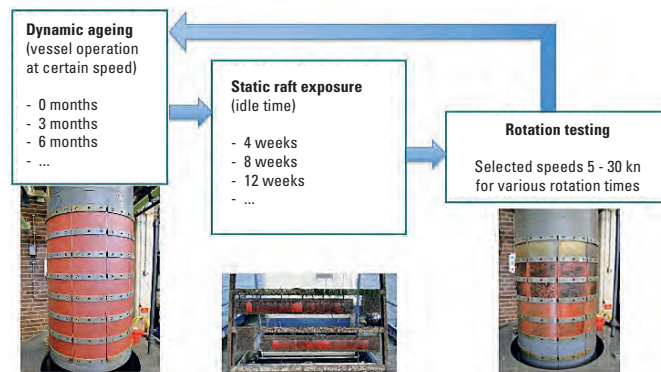 Dynamic ageing
(vessel operation
at certain speed)
- 0 months
- 3 months
- 6 months
- ...
Static raft exposure
(idle time)
- 4 weeks
- 8 weeks
- 12 weeks
- ...
Rotation testing
Selected speeds 5 - 30 kn
for various rotation times